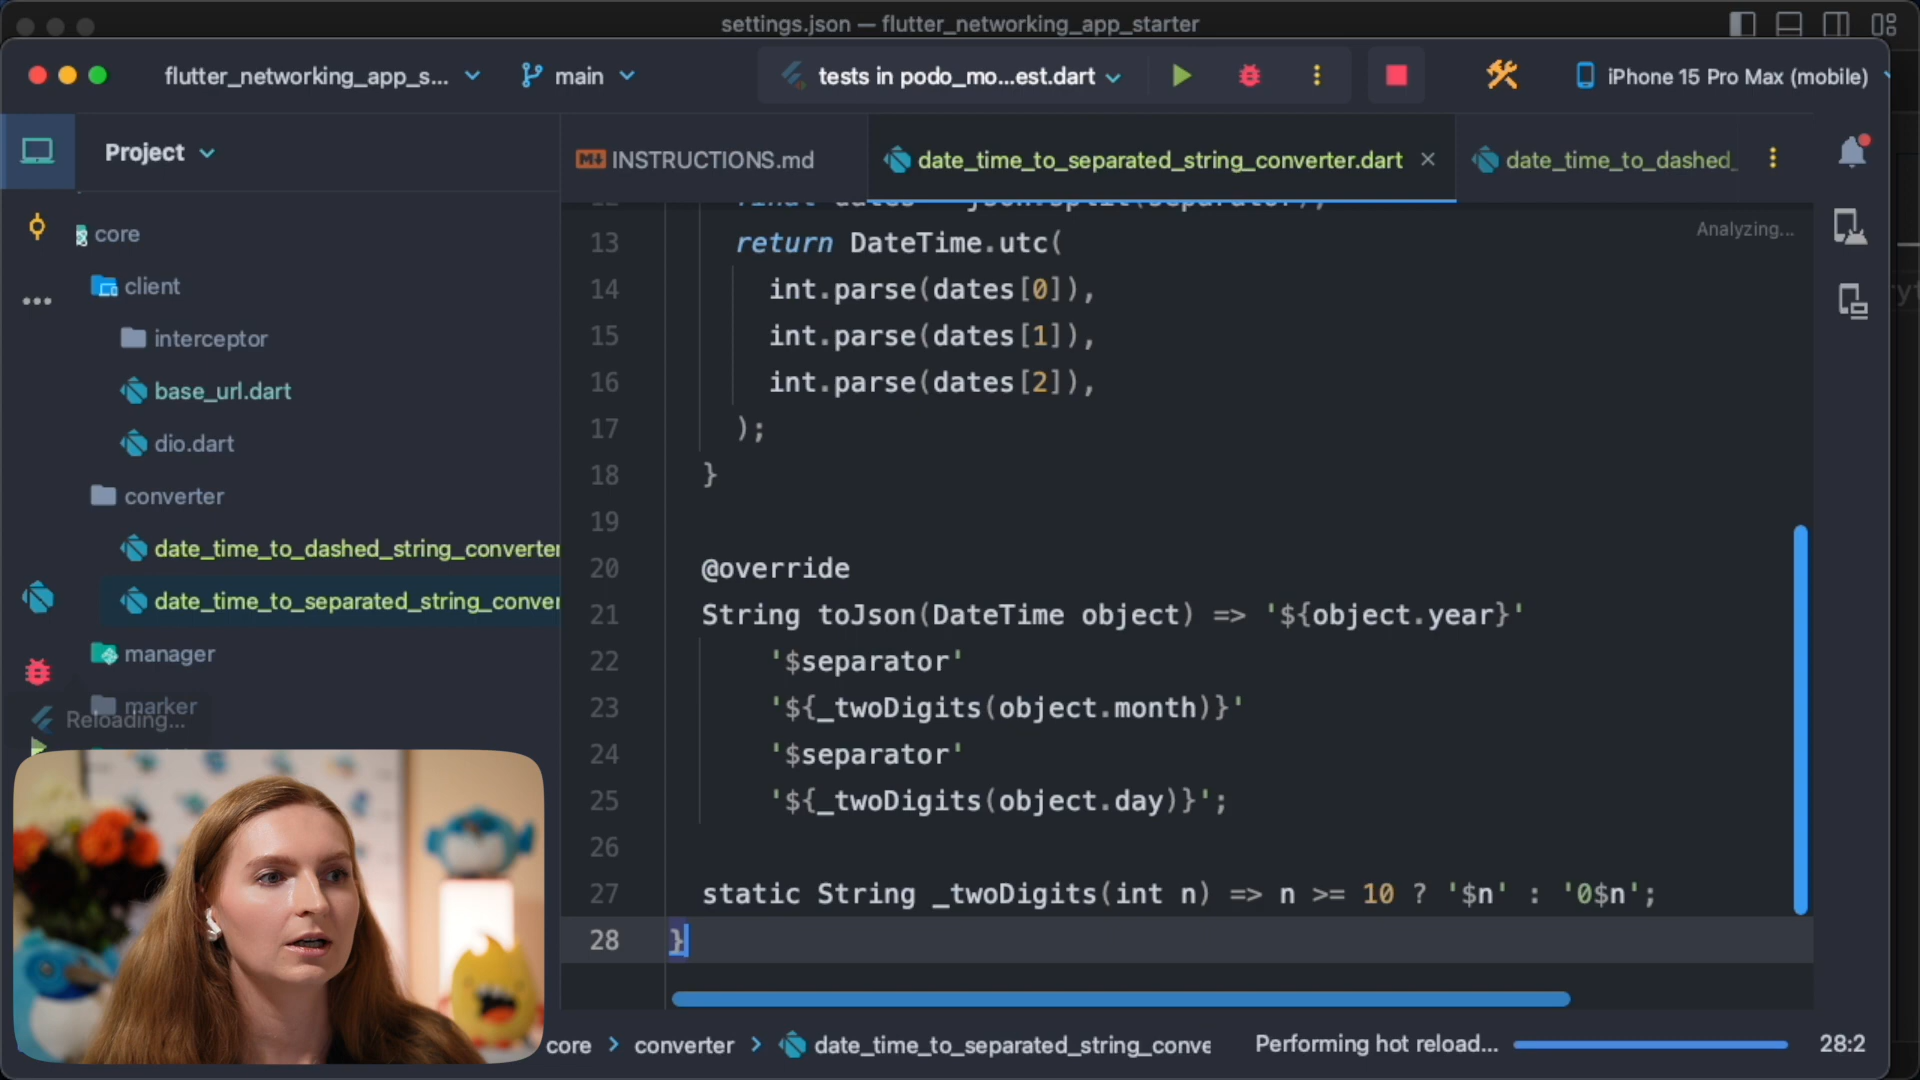 settings.json — flutter_networking_app_starter
flutter_networking_app_s...
main
tests in podo_mo...est.dart
iPhone 15 Pro Max (mobile)
Project
INSTRUCTIONS.md
date_time_to_separated_string_converter.dart
date_time_to_dashed_
Analyzing...
core
client
interceptor
base_url.dart
dio.dart
converter
date_time_to_dashed_string_converter
date_time_to_separated_string_conver
manager
marker
Reloading...
13 return DateTime.utc(
14 int.parse(dates[0]),
15 int.parse(dates[1]),
16 int.parse(dates[2]),
17 );
18 }
19
20 @override
21 String toJson(DateTime object) => '${object.year}'
22 '$separator'
23 '${_twoDigits(object.month)}'
24 '$separator'
25 '${_twoDigits(object.day)}';
26
27 static String _twoDigits(int n) => n >= 10 ? '$n' : '0$n';
28 }
core > converter > date_time_to_separated_string_conve
Performing hot reload...
28:2